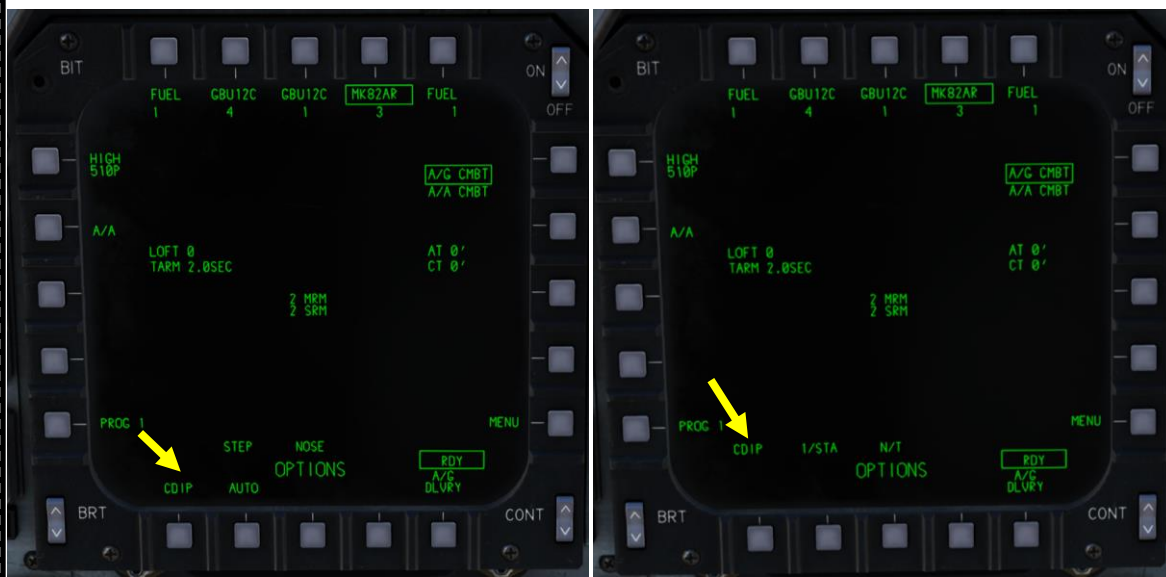 BIT
ON
FUEL GBU12C GBU12C MK82AR FUEL
1 4 1 3 1
OFF
HIGH
510P
A/G CMBT
A/A CMBT
A/A
LOFT 0
TARM 2.0SEC
AT 0'
CT 0'
2 MRM
2 SRM
PROG 1
MENU
STEP NOSE
OPTIONS
RDY
A/G
CDIP AUTO
DLVRY
BRT
CONT
BIT
ON
FUEL GBU12C GBU12C MK82AR FUEL
1 4 1 3 1
OFF
HIGH
510P
A/G CMBT
A/A CMBT
A/A
LOFT 0
TARM 2.0SEC
AT 0'
CT 0'
2 MRM
2 SRM
PROG 1
MENU
CDIP 1/STA N/T
OPTIONS
RDY
A/G
DLVRY
BRT
CONT